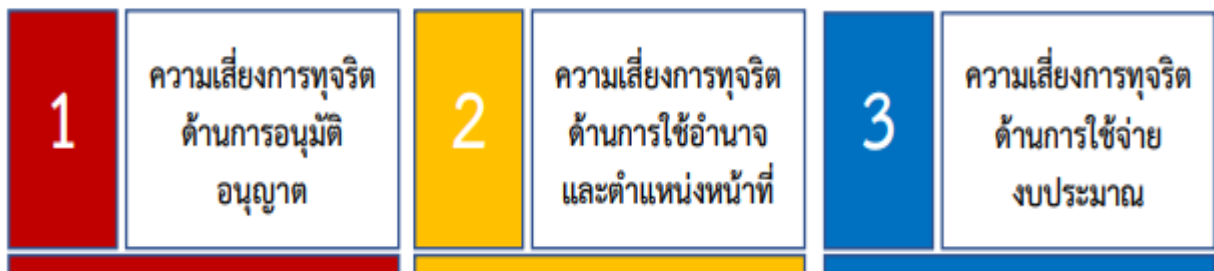 1
ความเสี่ยงการทุจริต
ด้านการอนุมัติ
อนุญาต
2
ความเสี่ยงการทุจริต
ด้านการใช้อำนาจ
และตำแหน่งหน้าที่
3
ความเสี่ยงการทุจริต
ด้านการใช้จ่าย
งบประมาณ